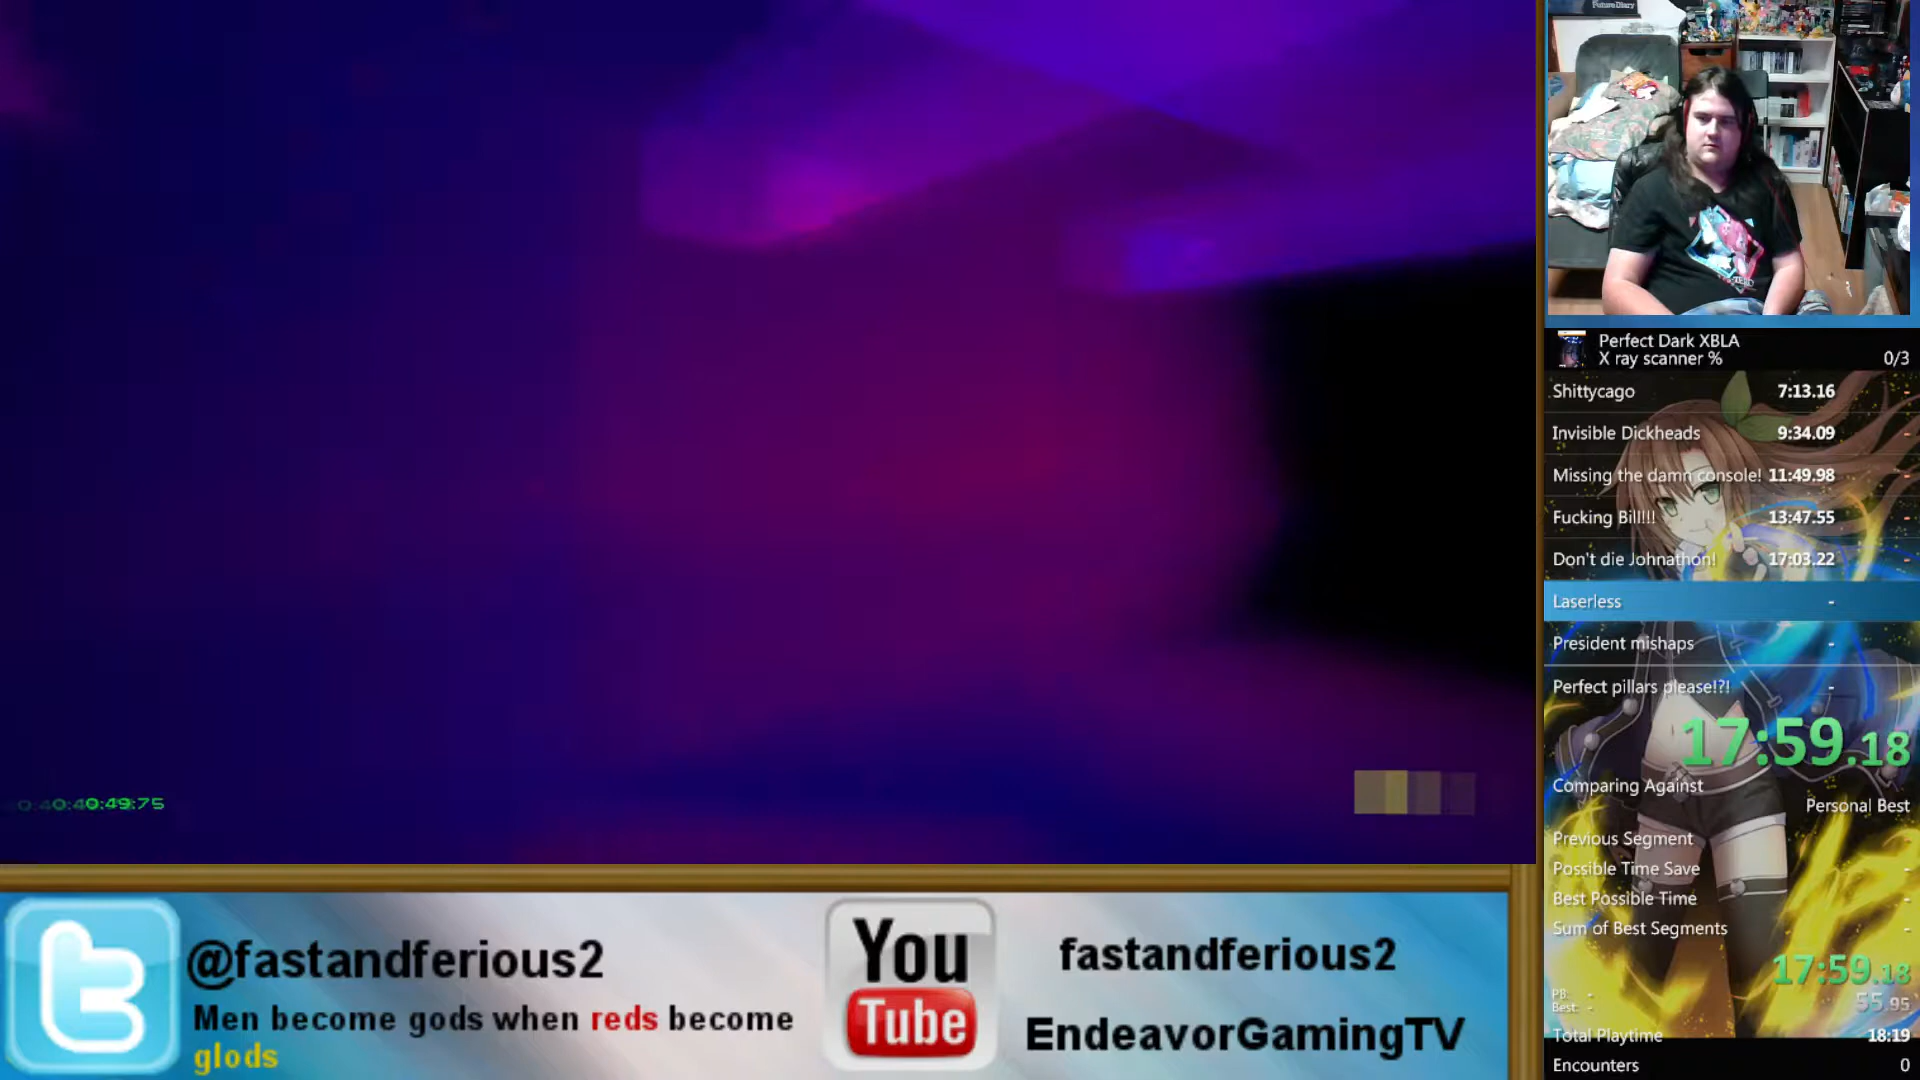 FutureDiary
Perfect Dark XBLA
X ray scanner %
0/3
Shittycago 7:13.16 -
Invisible Dickheads 9:34.09 -
Missing the damn console! 11:49.98 -
Fucking Bill!!! 13:47.55 -
Don't die Johnathon! 17:03.22 -
Laserless -
President mishaps -
Perfect pillars please!?! -
17:59.18
Comparing Against
Personal Best
Previous Segment
Possible Time Save -
Best Possible Time -
Sum of Best Segments -
17:59.18
PB: -
Best: -
55.95
Total Playtime 18:19
Encounters 0
0:49:75
@fastandferious2
Men become gods when reds become
glods
You
Tube
fastandferious2
EndeavorGamingTV